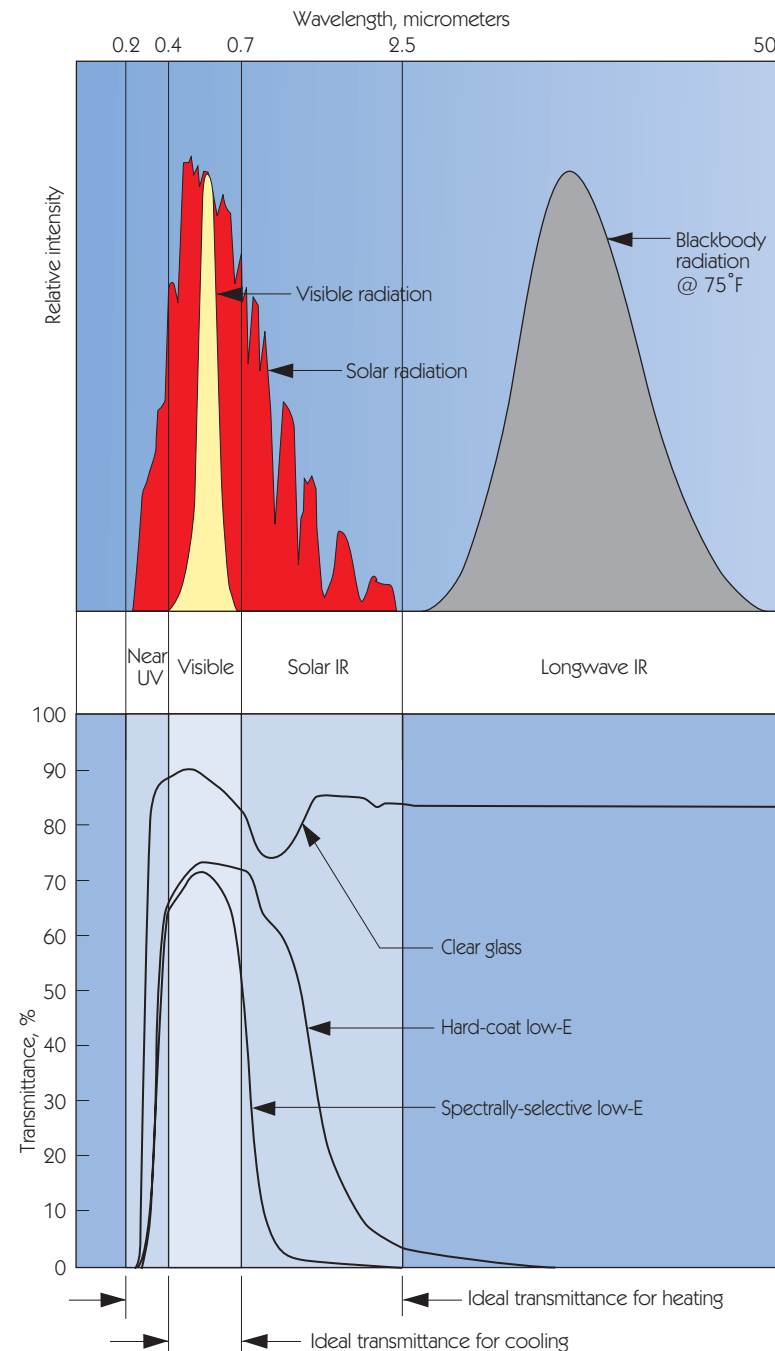 Wavelength, micrometers
0.2 0.4 0.7 2.5 50
Relative intensity
Blackbody
radiation
@ 75˚F
Visible radiation
Solar radiation
Near
UV
Visible
Solar IR
Longwave IR
Transmittance, %
100
90
80
70
60
50
40
30
20
10
0
Clear glass
Hard-coat low-E
Spectrally-selective low-E
Ideal transmittance for heating
Ideal transmittance for cooling